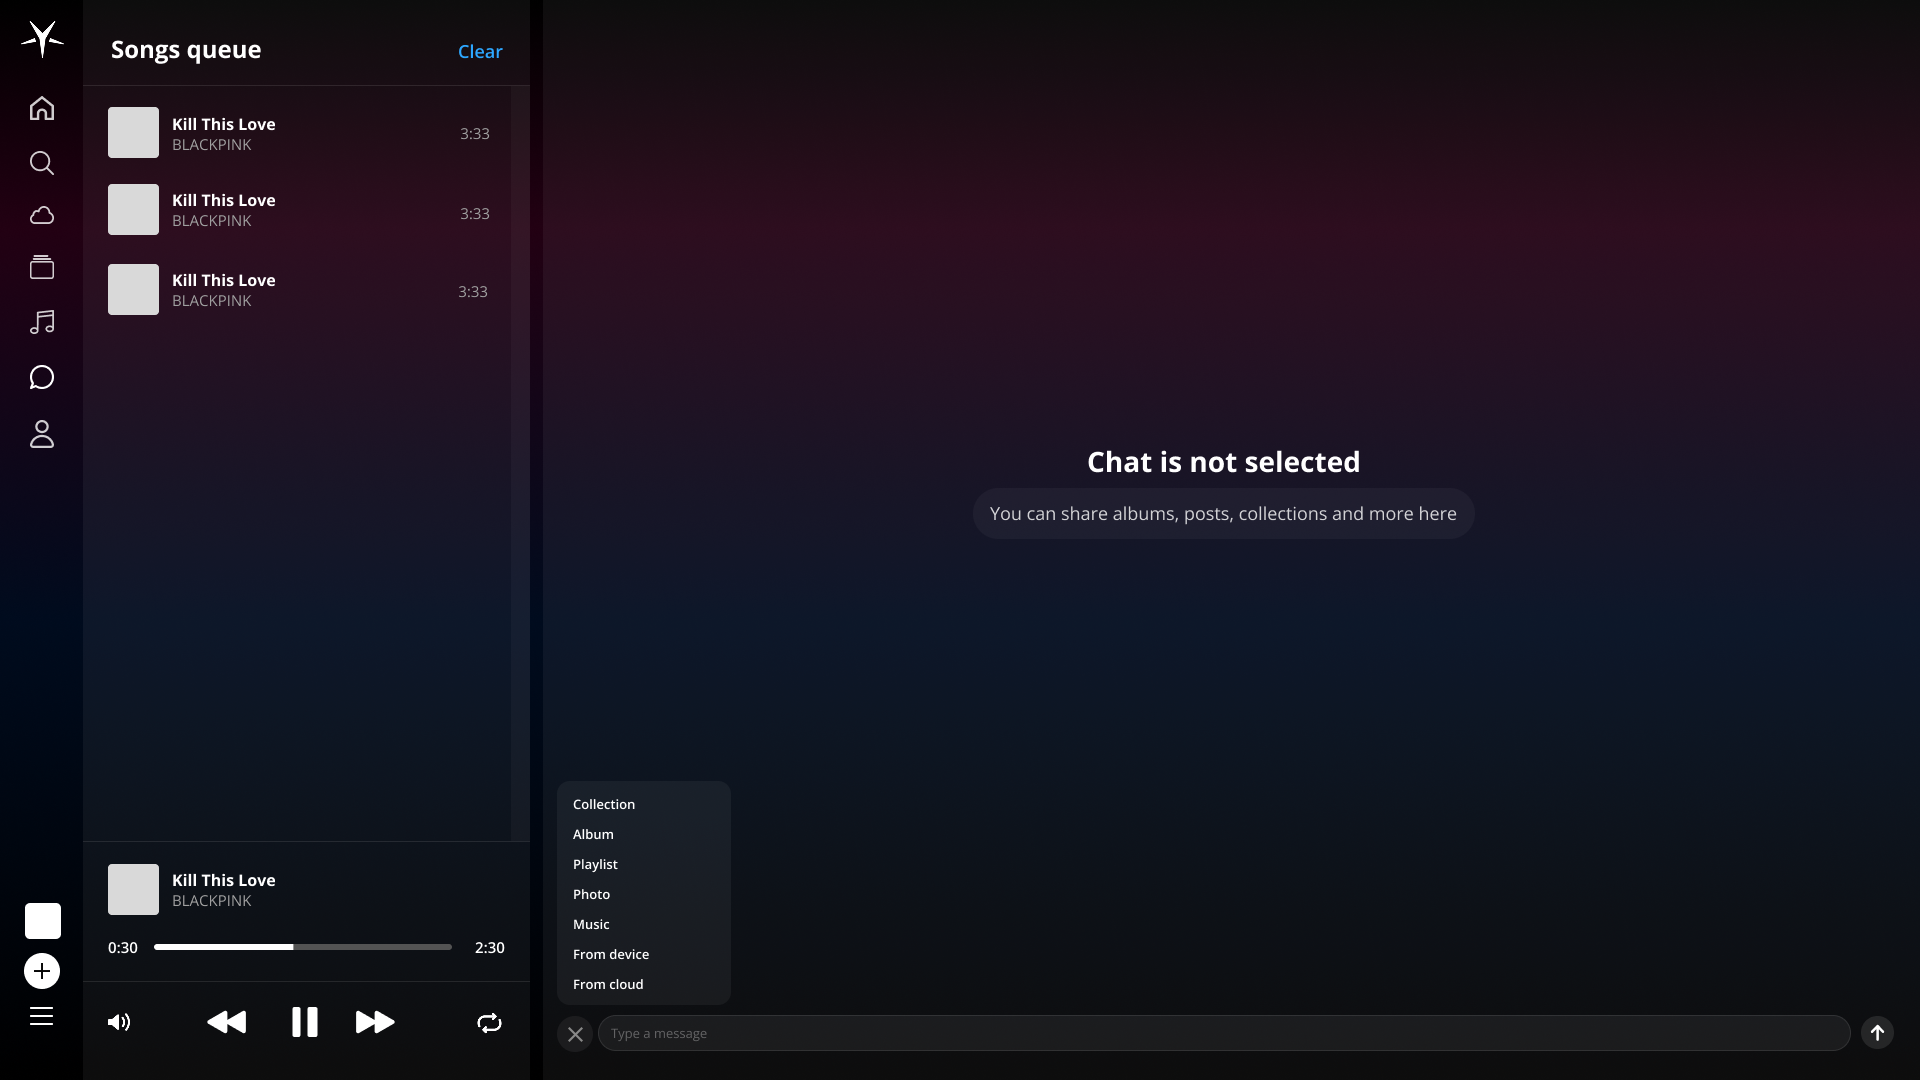 Songs queue
Clear
Kill This Love
BLACKPINK
3:33
Kill This Love
BLACKPINK
3:33
Kill This Love
BLACKPINK
3:33
Kill This Love
BLACKPINK
0:30
2:30
Chat is not selected
You can share albums, posts, collections and more here
Collection
Album
Playlist
Photo
Music
From device
From cloud
Type a message